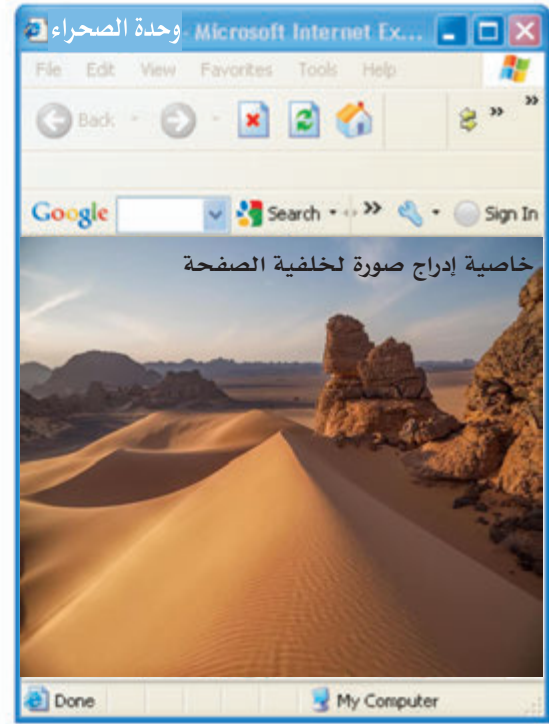 وحدة الصحراء - Microsoft Internet Ex...
File Edit View Favorites Tools Help
Back
Google Search Sign In
خاصية إدراج صورة لخلفية الصفحة
Done My Computer